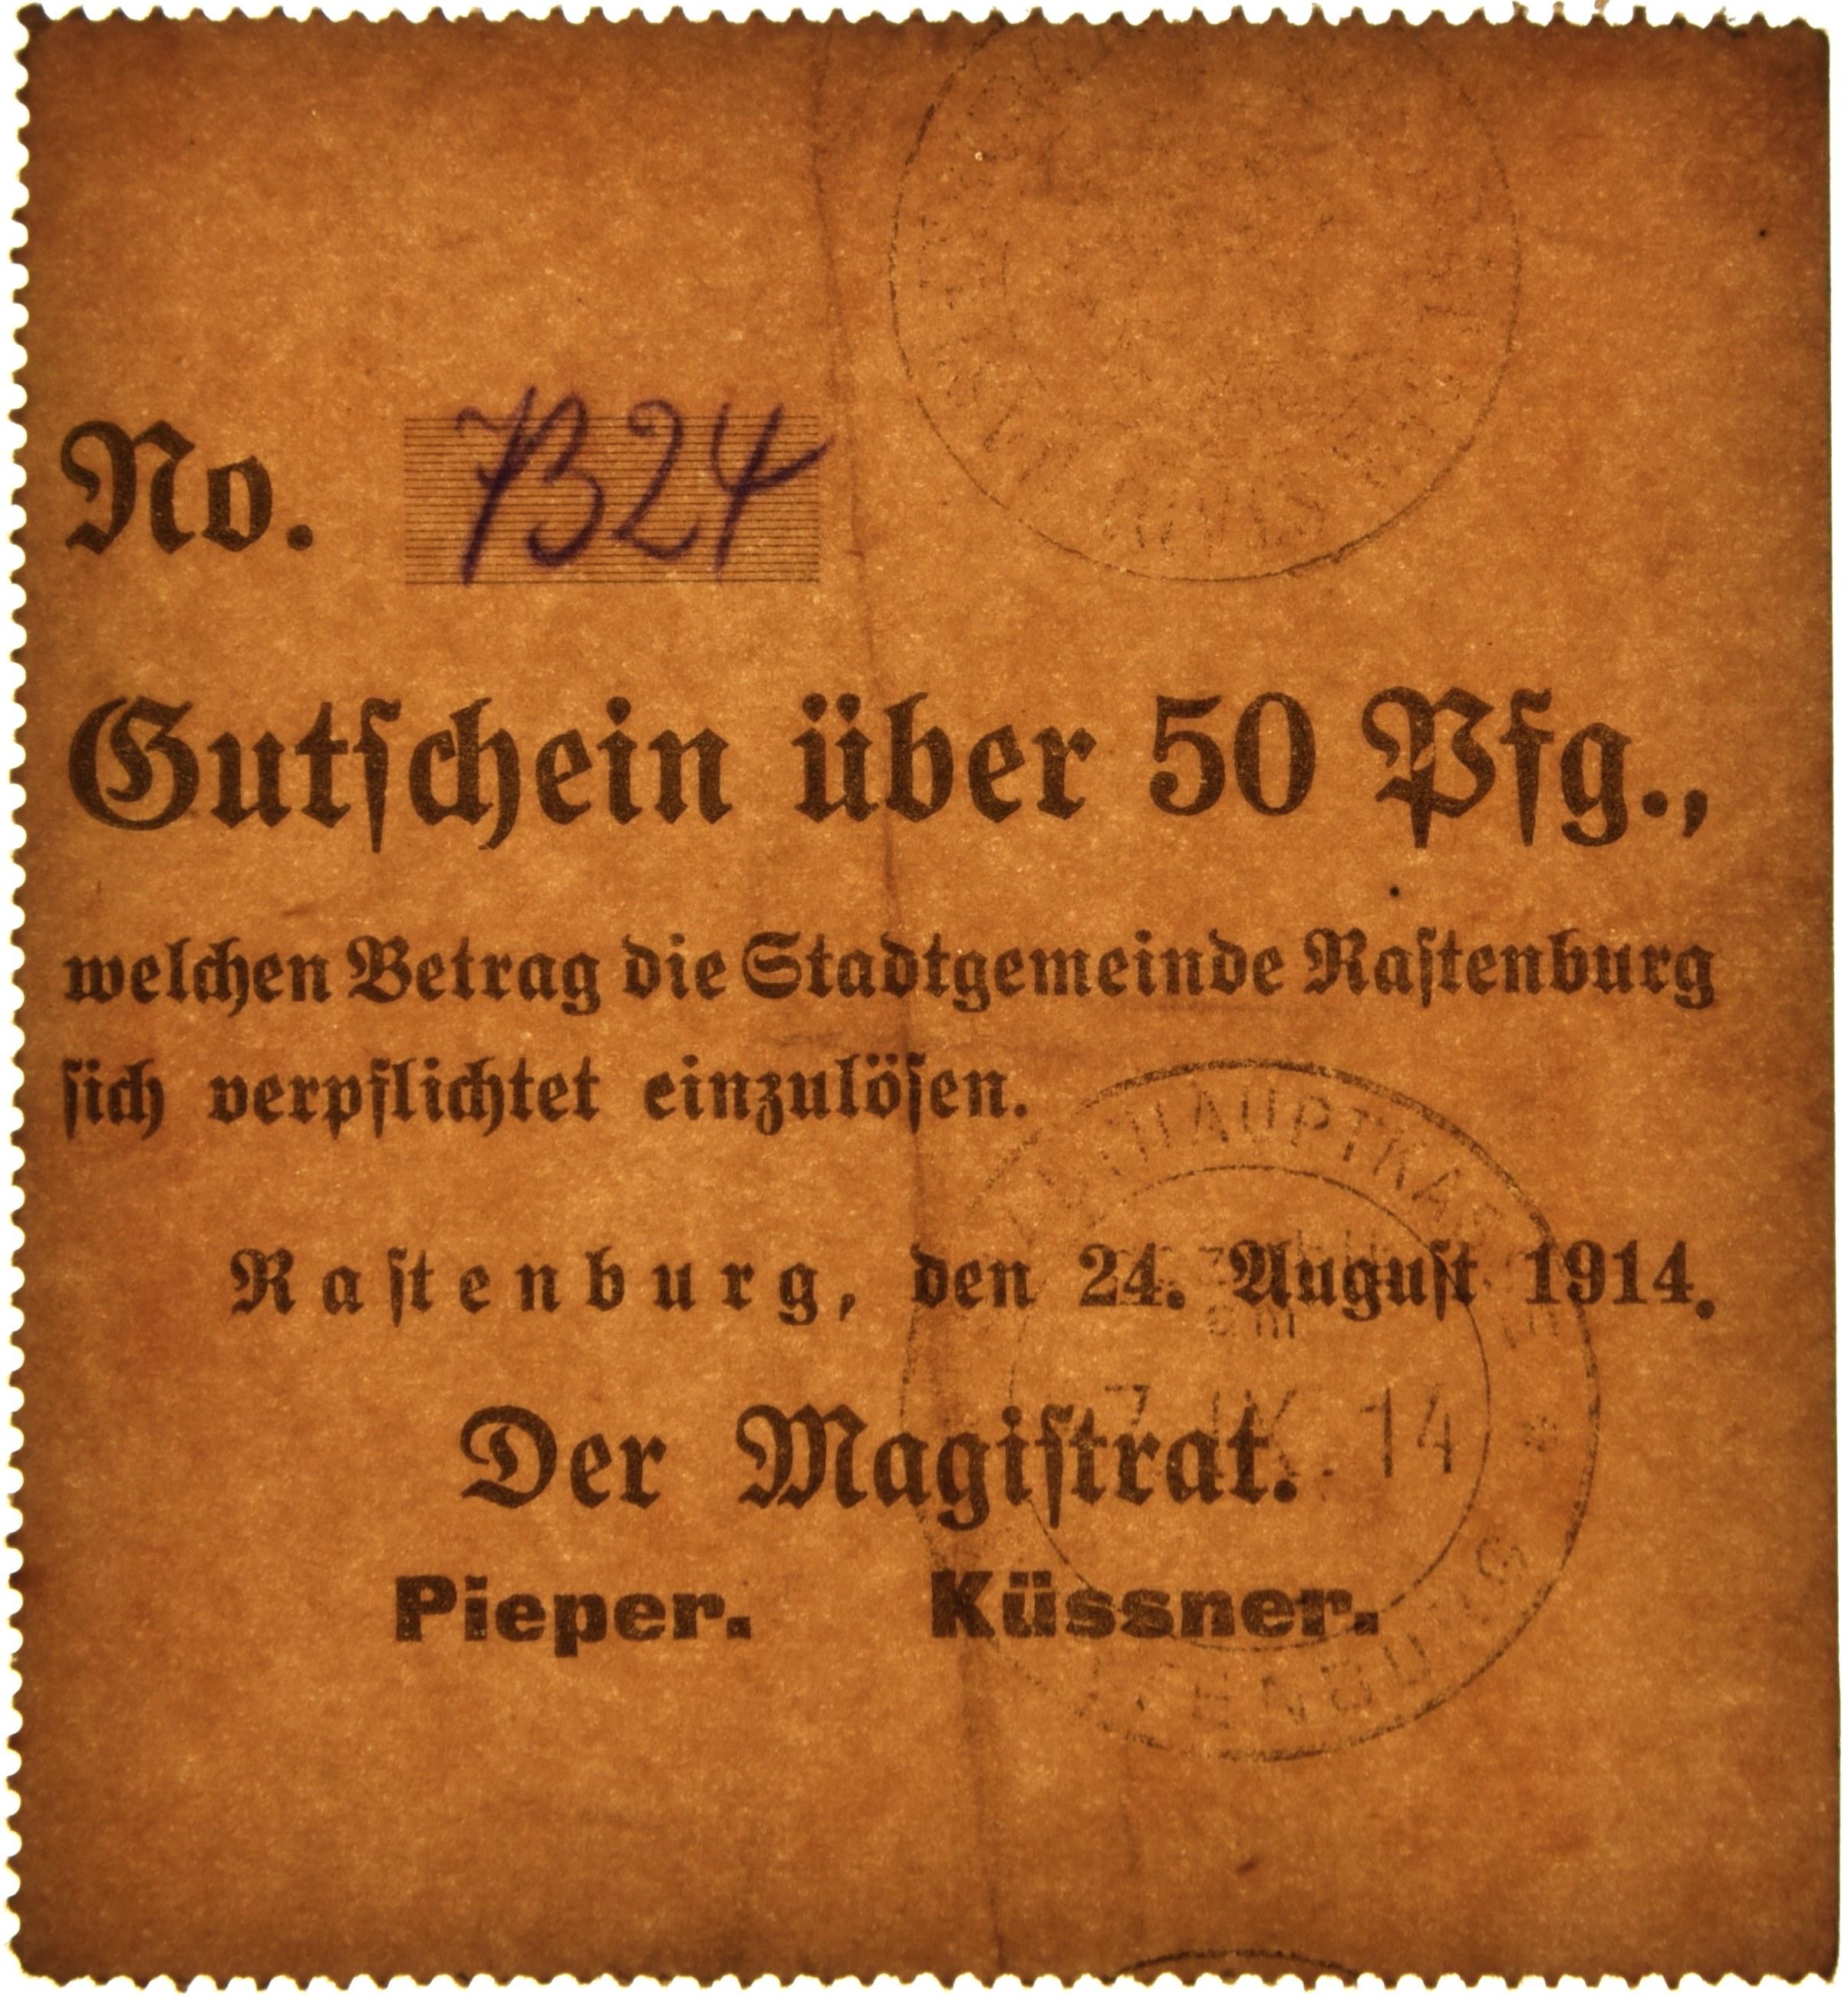 No. 7324
Gutschein über 50 Pfg.,
welchen Betrag die Stadtgemeinde Rastenburg
sich verpflichtet einzulösen.
Rastenburg, den 24. August 1914.
Der Magistrat.
Pieper. Küssner.
7. IX. 14